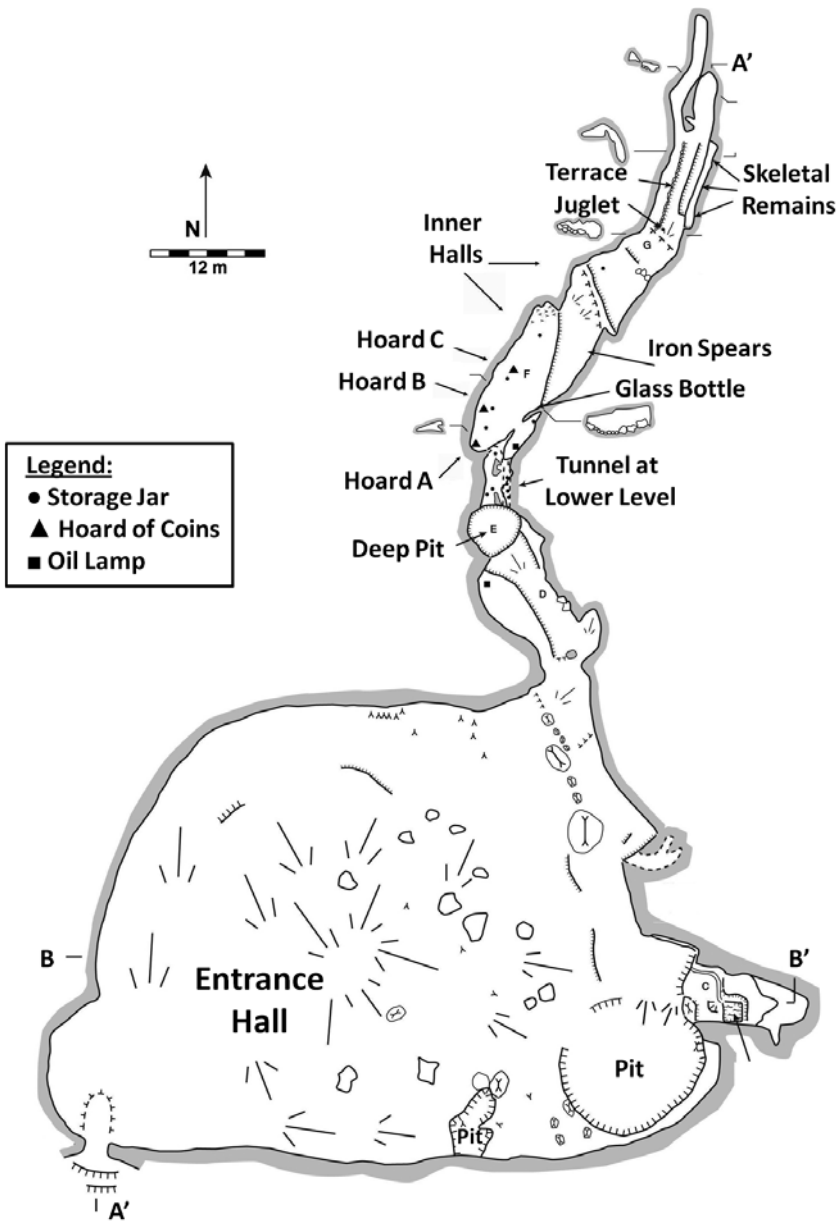 A’
Terrace
Skeletal
Remains
Juglet
G
N
12 m
Inner
Halls
Hoard C
Hoard B
F
Iron Spears
Glass Bottle
Hoard A
Tunnel at
Lower Level
Legend:
Storage Jar
Hoard of Coins
Oil Lamp
Deep Pit
E
D
B
B’
C
Entrance
Hall
Pit
Pit
A’